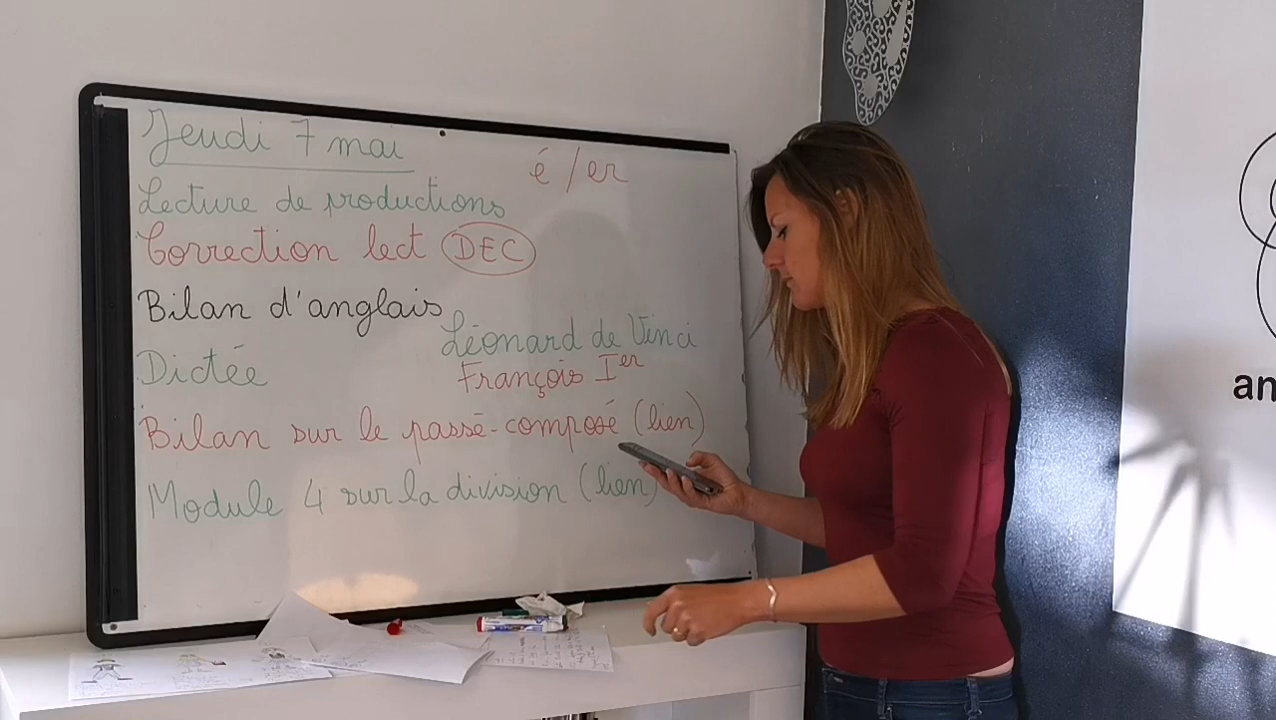 Jeudi 7 mai
é / er
Lecture de productions
Correction lect DEC
Bilan d'anglais
Léonard de Vinci
Dictée
François Ier
Bilan sur le passé-composé (lien)
Module 4 sur la division (lien)
an